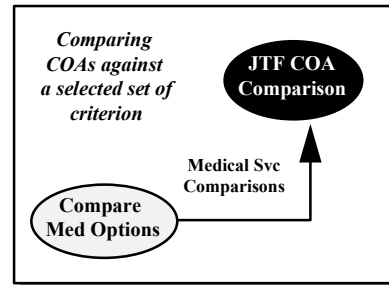 Comparing
COAs against
a selected set of
criterion
JTF COA
Comparison
Medical Svc
Comparisons
Compare
Med Options